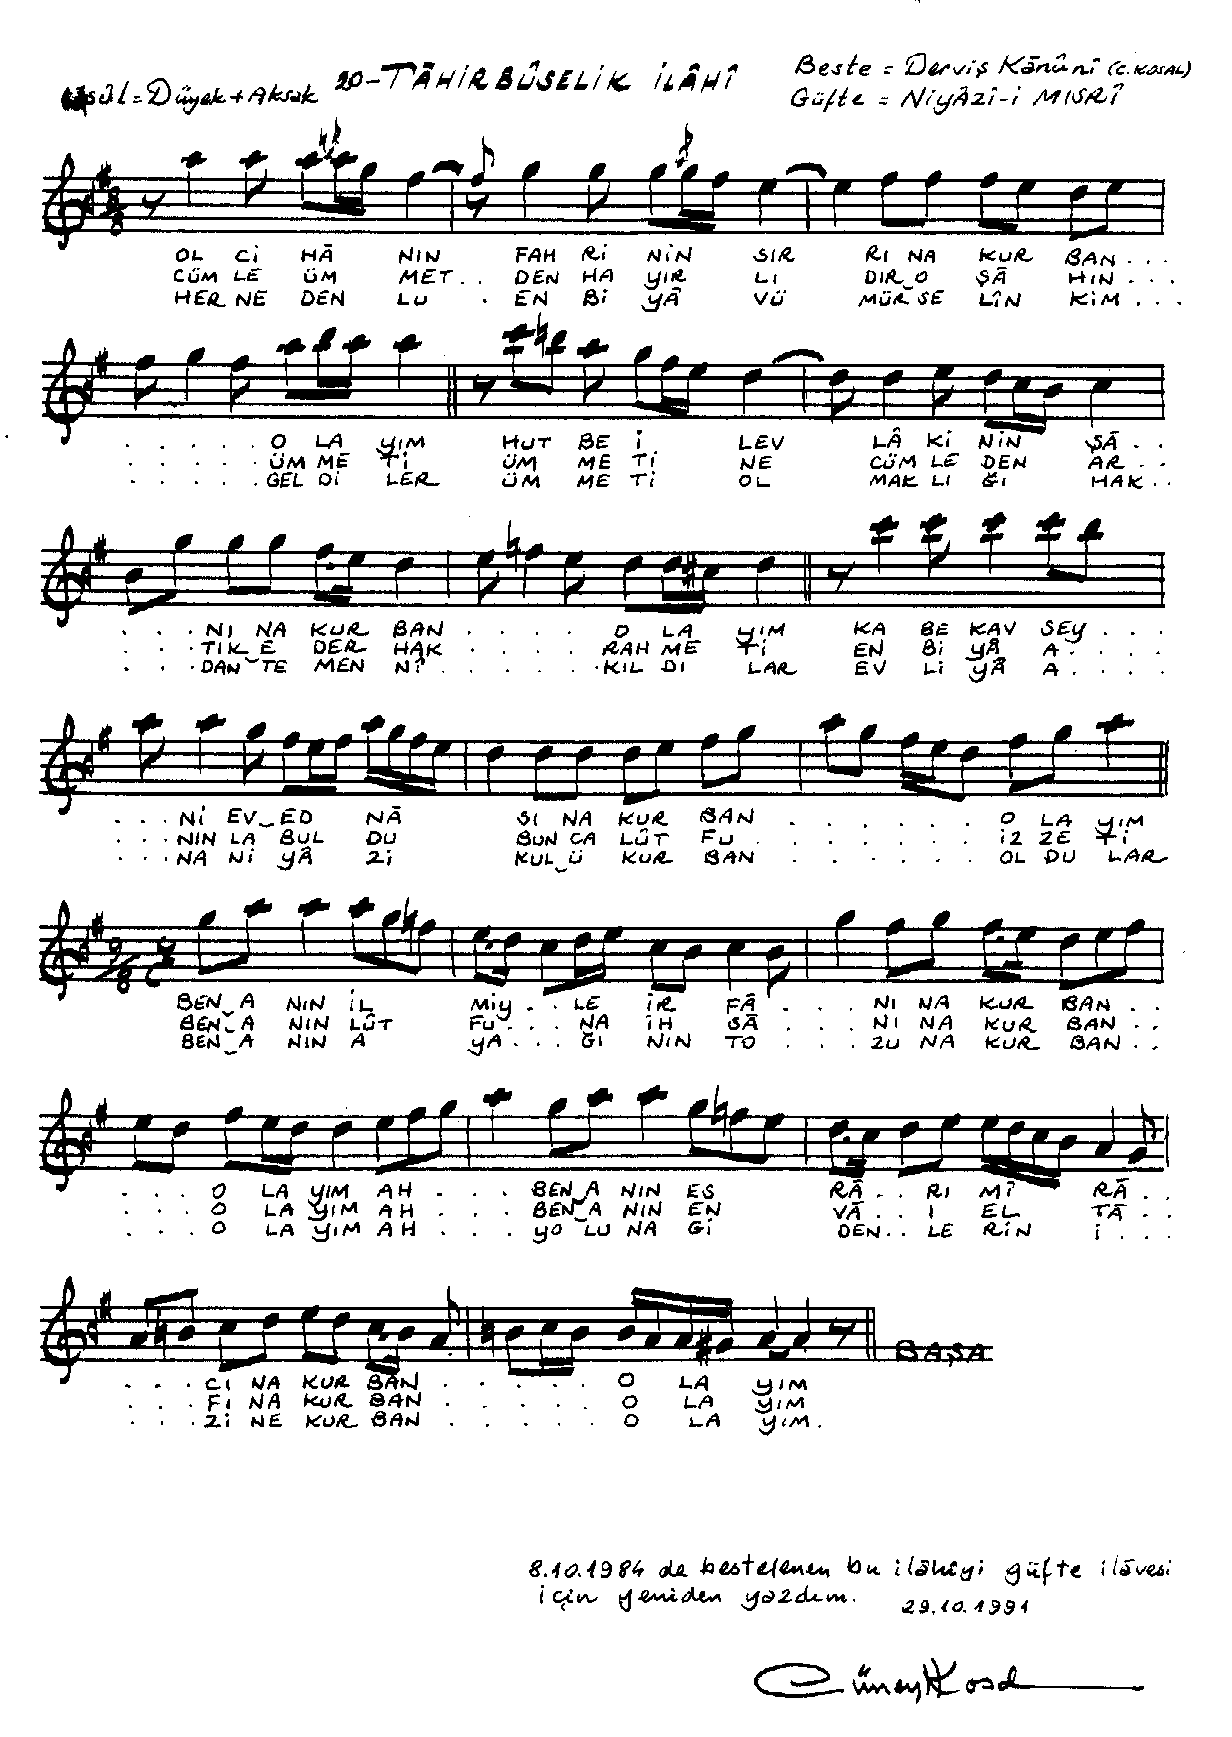 20-TÂHİRBÛSELİK İLÂHÎ
Beste = Derviş Kânûnî (C. KOSAL)
Usûl = Düyek + Aksak
Güfte = Niyâzî-i MISRÎ
8 8
OL Cİ HÂ NIN FAH Rİ NİN SIR RI NA KUR BAN . . .
CÜM LE ÜM MET . . DEN HA YIR LI DIR‿O ŞÂ HIN . . .
HER NE DEN LU . EN Bİ YÂ VÜ MÜR‿SE LÎN KİM . . .
. . . . . O LA YIM HUT BE İ LEV LÂ Kİ NİN ŞÂ . .
. . . . . ÜM ME Tİ ÜM ME Tİ NE CÜM LE DEN AR . .
. . . . . GEL Dİ LER ÜM ME Tİ OL MAK LI ĞI HAK . .
. . . NI NA KUR BAN . . . . O LA YIM KA BE KAV SEY . . .
. . . TIK‿E DER HAK . . . . RAH ME Tİ EN Bİ YÂ A . . . .
. . . DAN‿TE MEN NÎ . . . . KIL DI LAR EV Lİ YÂ A . . . .
. . . Nİ EV‿ED NÂ SI NA KUR BAN . . . . . . O LA YIM
. . . NIN LA BUL DU BUN CA LÛT FU . . . . . . İZ ZE Tİ
. . . NA Nİ YÂ Zİ KUL‿Ü KUR BAN . . . . . . OL DU LAR
9 8
BEN‿A NIN İL MİY . . LE İR FÂ . . . NI NA KUR BAN . .
BEN‿A NIN LÛT FU . . . NA İH SÂ . . . NI NA KUR BAN . .
BEN‿A NIN A YA . . . GI NIN TO . . . ZU NA KUR BAN . .
. . . O LA YIM AH . . . . BEN‿A NIN ES RÂ . . RI Mİ RÂ . .
. . . O LA YIM AH . . . . BEN‿A NIN EN VÂ . . I EL TÂ . .
. . . O LA YIM AH . . . . YO LU NA Gİ DEN . . LE RİN İ . . .
. . . CI NA KUR BAN . . . . . O LA YIM
. . . FI NA KUR BAN . . . . . O LA YIM
. . . Zİ NE KUR BAN . . . . . O LA YIM.
BAŞA
8.10.1984 de bestelenen bu ilâhiyi güfte ilâvesi
için yeniden yazdım. 29.10.1991
Cüneyt Kosal